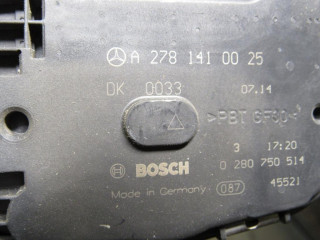 A 278 141 00 25
DK 0033 07.14
>PBT GF30<
3 17:20
BOSCH 0 280 750 514
Made in Germany 087 45521